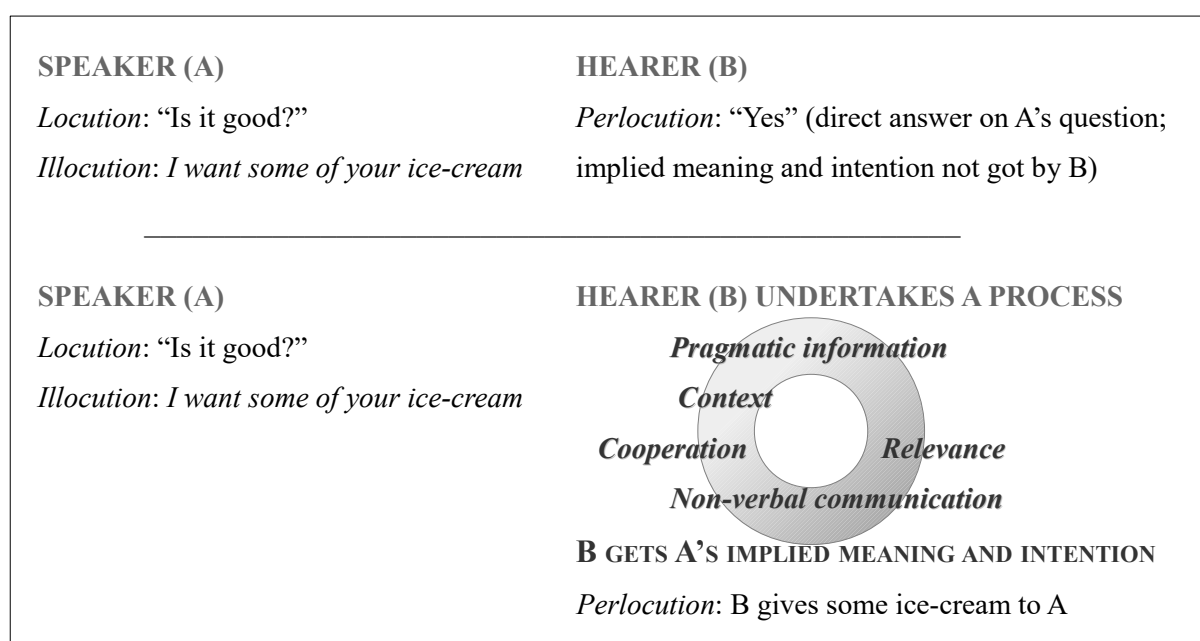 SPEAKER (A)
Locution: “Is it good?”
Illocution: I want some of your ice-cream
HEARER (B)
Perlocution: “Yes” (direct answer on A’s question;
implied meaning and intention not got by B)
SPEAKER (A)
Locution: “Is it good?”
Illocution: I want some of your ice-cream
HEARER (B) UNDERTAKES A PROCESS
Pragmatic information
Context
Cooperation Relevance
Non-verbal communication
B GETS A’S IMPLIED MEANING AND INTENTION
Perlocution: B gives some ice-cream to A